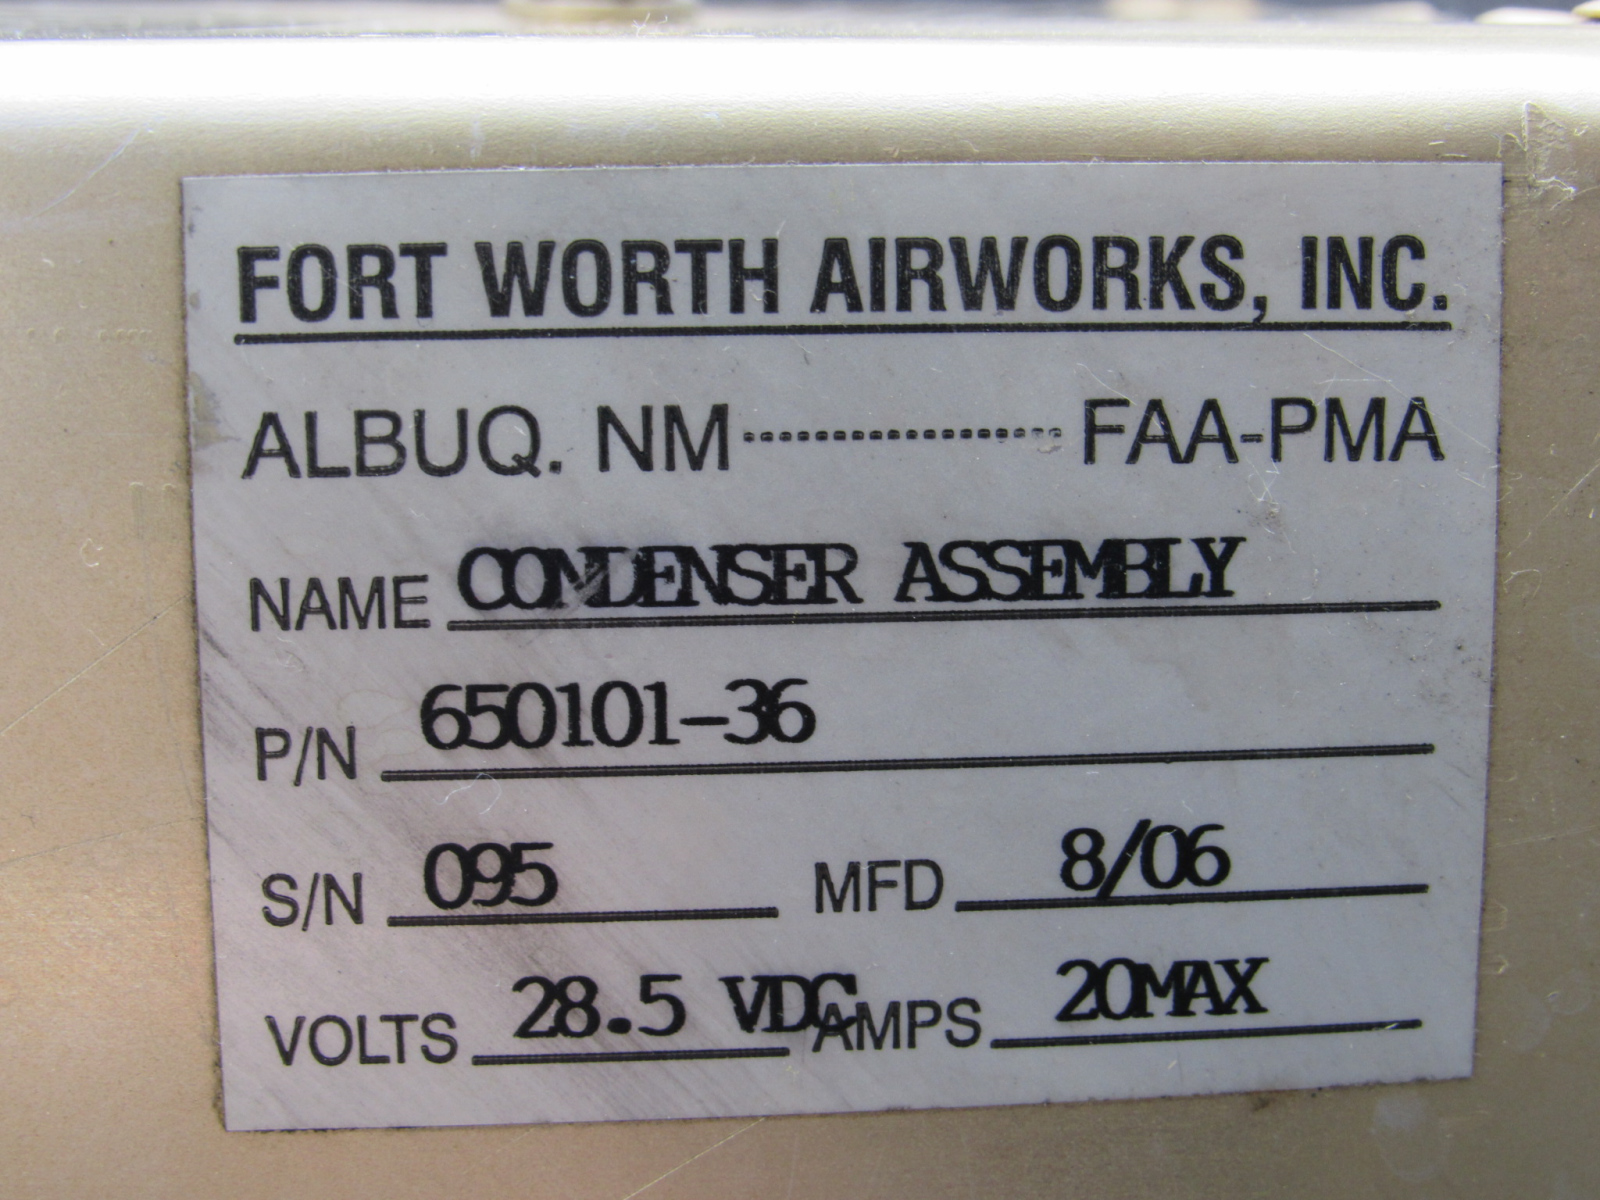 FORT WORTH AIRWORKS, INC.
ALBUQ. NM-------------------FAA-PMA
NAME CONDENSER ASSEMBLY
P/N 650101-36
S/N 095 MFD 8/06
VOLTS 28.5 VDC AMPS 20MAX